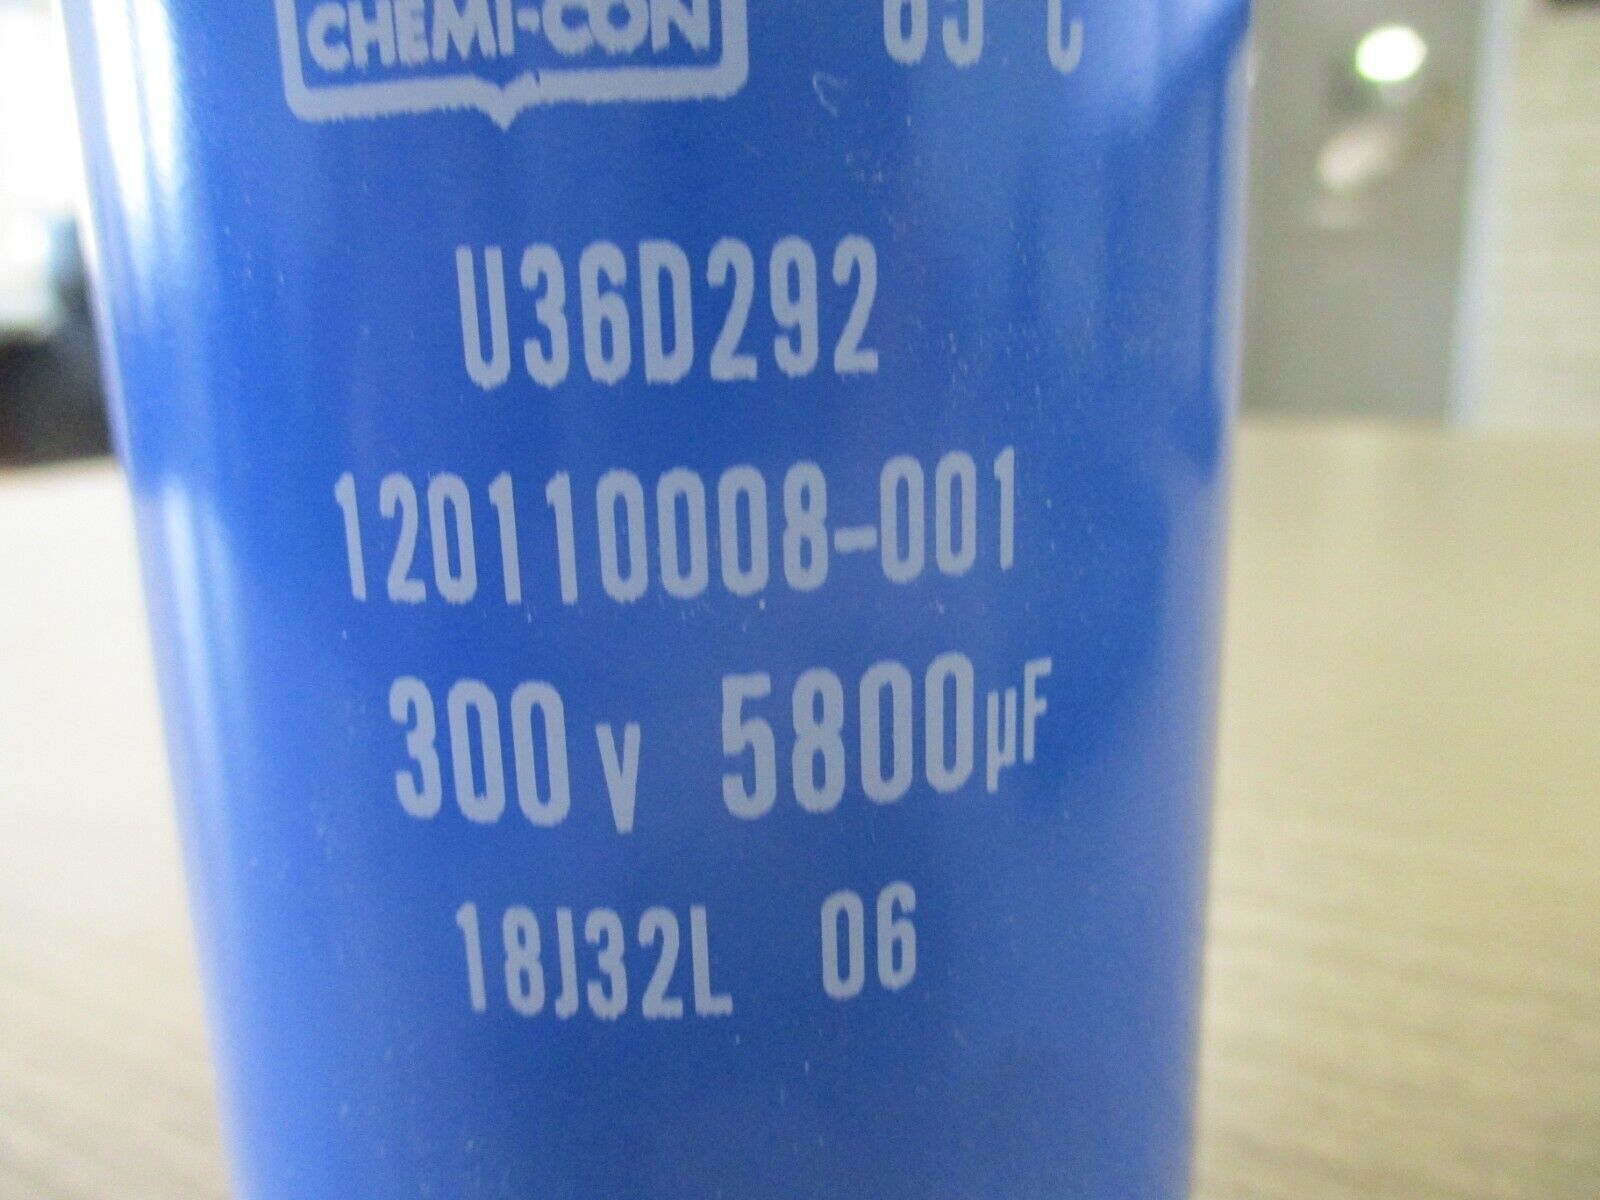 CHEMI-CON
U36D292
120110008-001
300V 5800µF
18J32L 06